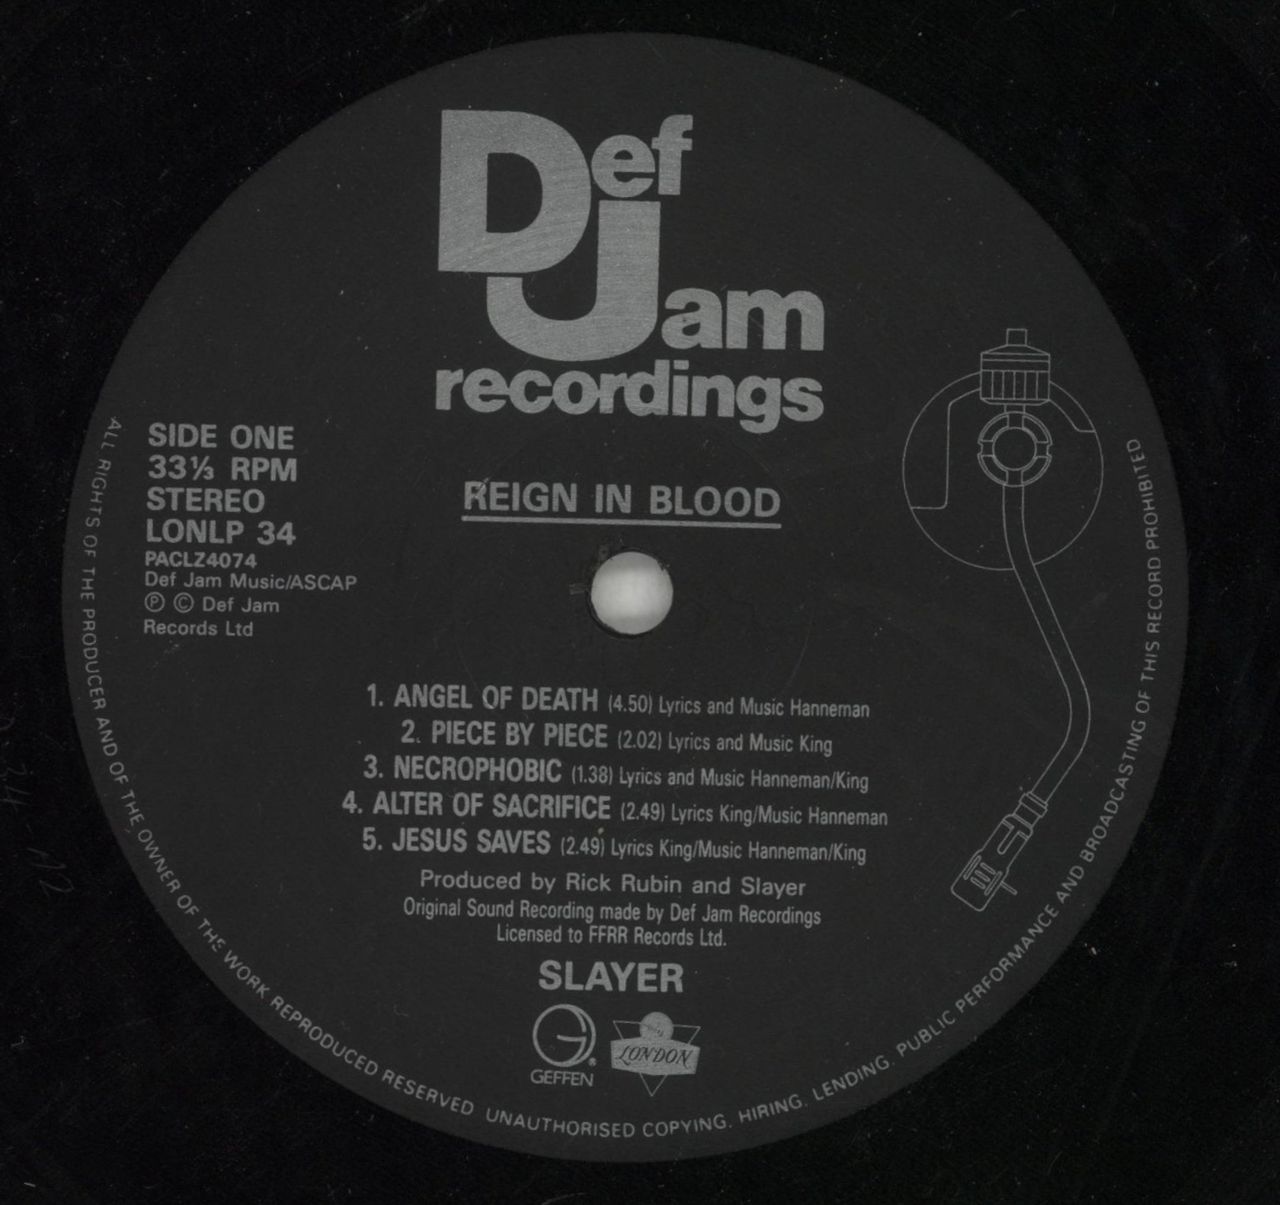 Def
Jam
recordings
SIDE ONE
33⅓ RPM
STEREO
LONLP 34
PACLZ4074
Def Jam Music/ASCAP
Ⓟ © Def Jam
Records Ltd
REIGN IN BLOOD
1. ANGEL OF DEATH (4.50) Lyrics and Music Hanneman
2. PIECE BY PIECE (2.02) Lyrics and Music King
3. NECROPHOBIC (1.38) Lyrics and Music Hanneman/King
4. ALTER OF SACRIFICE (2.49) Lyrics King/Music Hanneman
5. JESUS SAVES (2.49) Lyrics King/Music Hanneman/King
Produced by Rick Rubin and Slayer
Original Sound Recording made by Def Jam Recordings
Licensed to FFRR Records Ltd.
SLAYER
GEFFEN
®
LONDON
ALL RIGHTS OF THE PRODUCER AND OF THE OWNER OF THE WORK REPRODUCED RESERVED UNAUTHORISED COPYING. HIRING. LENDING. PUBLIC PERFORMANCE AND BROADCASTING OF THIS RECORD PROHIBITED